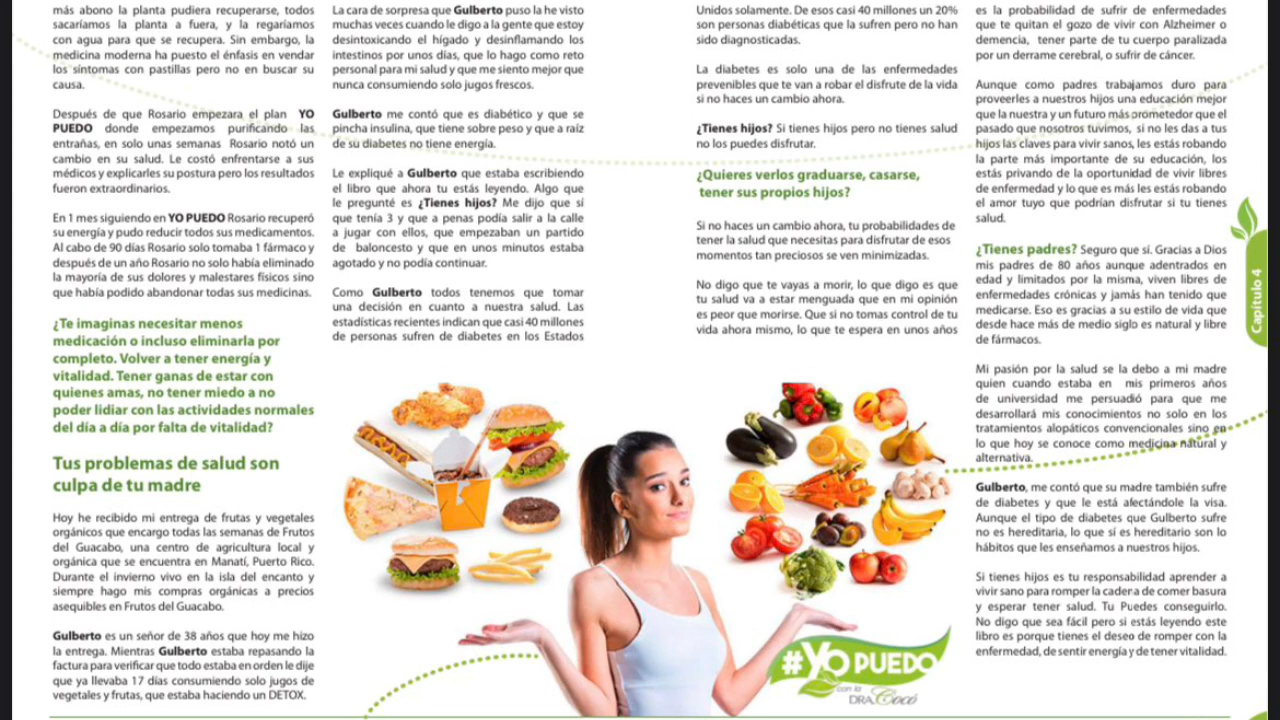 más abono la planta pudiera recuperarse, todos
sacaríamos la planta a fuera, y la regaríamos
con agua para que se recupera. Sin embargo, la
medicina moderna ha puesto el énfasis en vendar
los síntomas con pastillas pero no en buscar su
causa.
Después de que Rosario empezara el plan YO
PUEDO donde empezamos purificando las
entrañas, en solo unas semanas Rosario notó un
cambio en su salud. Le costó enfrentarse a sus
médicos y explicarles su postura pero los resultados
fueron extraordinarios.
En 1 mes siguiendo en YO PUEDO Rosario recuperó
su energía y pudo reducir todos sus medicamentos.
Al cabo de 90 días Rosario solo tomaba 1 fármaco y
después de un año Rosario no solo había eliminado
la mayoría de sus dolores y malestares físicos sino
que había podido abandonar todas sus medicinas.
¿Te imaginas necesitar menos
medicación o incluso eliminarla por
completo. Volver a tener energía y
vitalidad. Tener ganas de estar con
quienes amas, no tener miedo a no
poder lidiar con las actividades normales
del día a día por falta de vitalidad?
Tus problemas de salud son
culpa de tu madre
Hoy he recibido mi entrega de frutas y vegetales
orgánicos que encargo todas las semanas de Frutos
del Guacabo, una centro de agricultura local y
orgánica que se encuentra en Manatí, Puerto Rico.
Durante el invierno vivo en la isla del encanto y
siempre hago mis compras orgánicas a precios
asequibles en Frutos del Guacabo.
Gulberto es un señor de 38 años que hoy me hizo
la entrega. Mientras Gulberto estaba repasando la
factura para verificar que todo estaba en orden le dije
que ya llevaba 17 días consumiendo solo jugos de
vegetales y frutas, que estaba haciendo un DETOX.
La cara de sorpresa que Gulberto puso la he visto
muchas veces cuando le digo a la gente que estoy
desintoxicando el hígado y desinflamando los
intestinos por unos días, que lo hago como reto
personal para mi salud y que me siento mejor que
nunca consumiendo solo jugos frescos.
Gulberto me contó que es diabético y que se
pincha insulina, que tiene sobre peso y que a raíz
de su diabetes no tiene energía.
Le expliqué a Gulberto que estaba escribiendo
el libro que ahora tu estás leyendo. Algo que
le pregunté es ¿Tienes hijos? Me dijo que sí
que tenía 3 y que a penas podía salir a la calle
a jugar con ellos, que empezaban un partido
de baloncesto y que en unos minutos estaba
agotado y no podía continuar.
Como Gulberto todos tenemos que tomar
una decisión en cuanto a nuestra salud. Las
estadísticas recientes indican que casi 40 millones
de personas sufren de diabetes en los Estados
Unidos solamente. De esos casi 40 millones un 20%
son personas diabéticas que la sufren pero no han
sido diagnosticadas.
La diabetes es solo una de las enfermedades
prevenibles que te van a robar el disfrute de la vida
si no haces un cambio ahora.
¿Tienes hijos? Si tienes hijos pero no tienes salud
no los puedes disfrutar.
¿Quieres verlos graduarse, casarse,
tener sus propios hijos?
Si no haces un cambio ahora, tu probabilidades de
tener la salud que necesitas para disfrutar de esos
momentos tan preciosos se ven minimizadas.
No digo que te vayas a morir, lo que digo es que
tu salud va a estar menguada que en mi opinión
es peor que morirse. Que si no tomas control de tu
vida ahora mismo, lo que te espera en unos años
es la probabilidad de sufrir de enfermedades
que te quitan el gozo de vivir con Alzheimer o
demencia, tener parte de tu cuerpo paralizada
por un derrame cerebral, o sufrir de cáncer.
Aunque como padres trabajamos duro para
proveerles a nuestros hijos una educación mejor
que la nuestra y un futuro más prometedor que el
pasado que nosotros vivimos, si no les das a tus
hijos las claves para vivir sanos, les estás robando
la parte más importante de su educación, los
estás privando de la oportunidad de vivir libres
de enfermedad y lo que es más les estás robando
el amor tuyo que podrían disfrutar si tu tienes
salud.
¿Tienes padres? Seguro que sí. Gracias a Dios
mis padres de 80 años aunque adentrados en
edad y limitados por la misma, viven libres de
enfermedades crónicas y jamás han tenido que
medicarse. Eso es gracias a su estilo de vida que
desde hace más de medio siglo es natural y libre
de fármacos.
Mi pasión por la salud se la debo a mi madre
quien cuando estaba en mis primeros años
de universidad me persuadió para que me
desarrollará mis conocimientos no solo en los
tratamientos alopáticos convencionales sino en
lo que hoy se conoce como medicina natural y
alternativa.
Gulberto, me contó que su madre también sufre
de diabetes y que le está afectándole la visa.
Aunque el tipo de diabetes que Gulberto sufre
no es hereditaria, lo que sí es hereditario son lo
hábitos que les enseñamos a nuestros hijos.
Si tienes hijos es tu responsabilidad aprender a
vivir sano para romper la cadera de comer basura
y esperar tener salud. Tu Puedes conseguirlo.
No digo que sea fácil pero si estás leyendo este
libro es porque tienes el deseo de romper con la
enfermedad, de sentir energía y de tener vitalidad.
Capítulo 4
#YO PUEDO
con la
DRA. Cocó